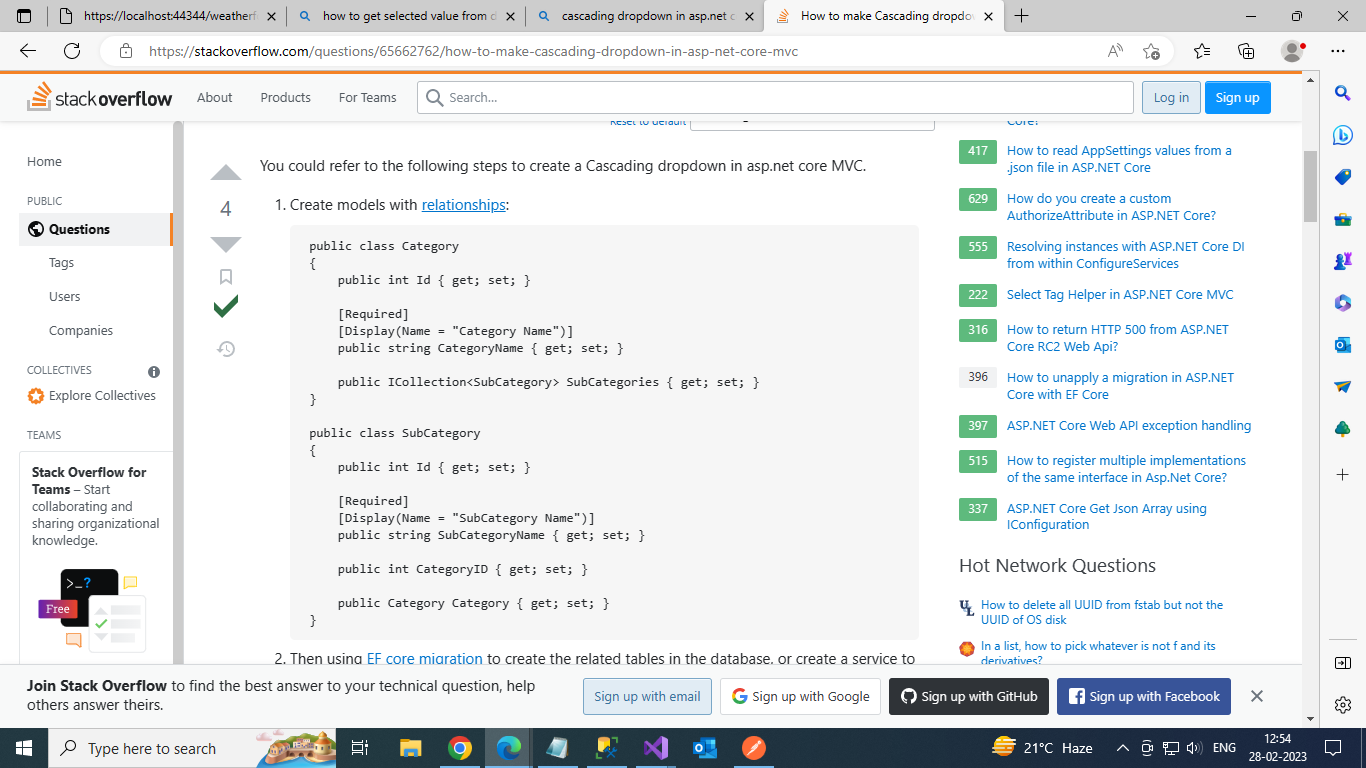 https://localhost:44344/weatherf
how to get selected value from d
cascading dropdown in asp.net c
How to make Cascading dropdow
https://stackoverflow.com/questions/65662762/how-to-make-cascading-dropdown-in-asp-net-core-mvc
stackoverflow
About
Products
For Teams
Search...
Log in
Sign up
Home
PUBLIC
Questions
Tags
Users
Companies
COLLECTIVES
Explore Collectives
TEAMS
Stack Overflow for
Teams – Start
collaborating and
sharing organizational
knowledge.
>_?
Free
Reset to default
4
You could refer to the following steps to create a Cascading dropdown in asp.net core MVC.
1. Create models with relationships:
public class Category
{
    public int Id { get; set; }
    [Required]
    [Display(Name = "Category Name")]
    public string CategoryName { get; set; }
    public ICollection<SubCategory> SubCategories { get; set; }
}
public class SubCategory
{
    public int Id { get; set; }
    [Required]
    [Display(Name = "SubCategory Name")]
    public string SubCategoryName { get; set; }
    public int CategoryID { get; set; }
    public Category Category { get; set; }
}
2. Then using EF core migration to create the related tables in the database, or create a service to
Core?
417 How to read AppSettings values from a
.json file in ASP.NET Core
629 How do you create a custom
AuthorizeAttribute in ASP.NET Core?
555 Resolving instances with ASP.NET Core DI
from within ConfigureServices
222 Select Tag Helper in ASP.NET Core MVC
316 How to return HTTP 500 from ASP.NET
Core RC2 Web Api?
396 How to unapply a migration in ASP.NET
Core with EF Core
397 ASP.NET Core Web API exception handling
515 How to register multiple implementations
of the same interface in Asp.Net Core?
337 ASP.NET Core Get Json Array using
IConfiguration
Hot Network Questions
How to delete all UUID from fstab but not the
UUID of OS disk
In a list, how to pick whatever is not f and its
derivatives?
Join Stack Overflow to find the best answer to your technical question, help
others answer theirs.
Sign up with email
Sign up with Google
Sign up with GitHub
Sign up with Facebook
Type here to search
21°C Haze
ENG
12:54
28-02-2023